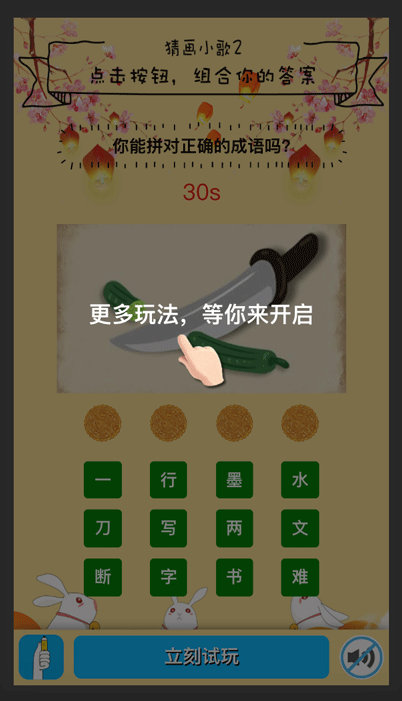 猜画小歌2
点击按钮，组合你的答案
你能拼对正确的成语吗?
30s
更多玩法，等你来开启
一 行 墨 水
刀 写 两 文
断 字 书 难
立刻试玩